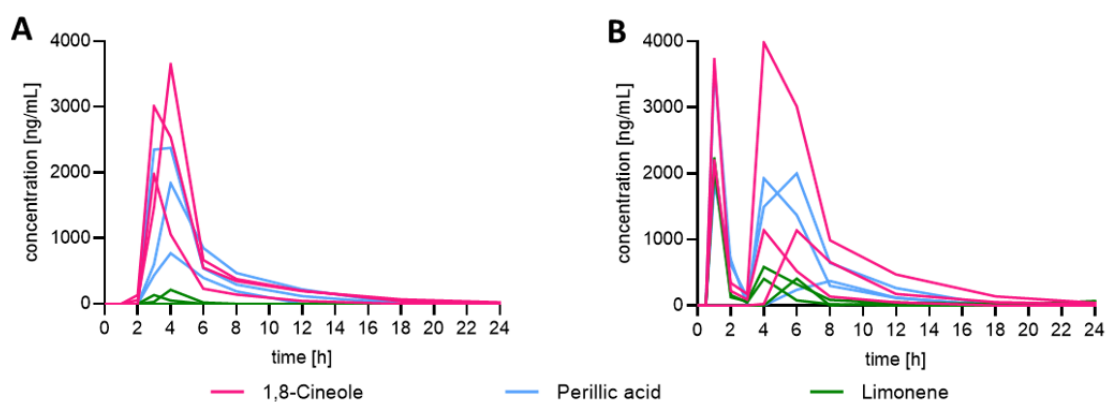 A
B
concentration [ng/mL]
4000
3000
2000
1000
0
0 2 4 6 8 10 12 14 16 18 20 22 24
time [h]
concentration [ng/mL]
4000
3000
2000
1000
0
0 2 4 6 8 10 12 14 16 18 20 22 24
time [h]
1,8-Cineole Perillic acid Limonene